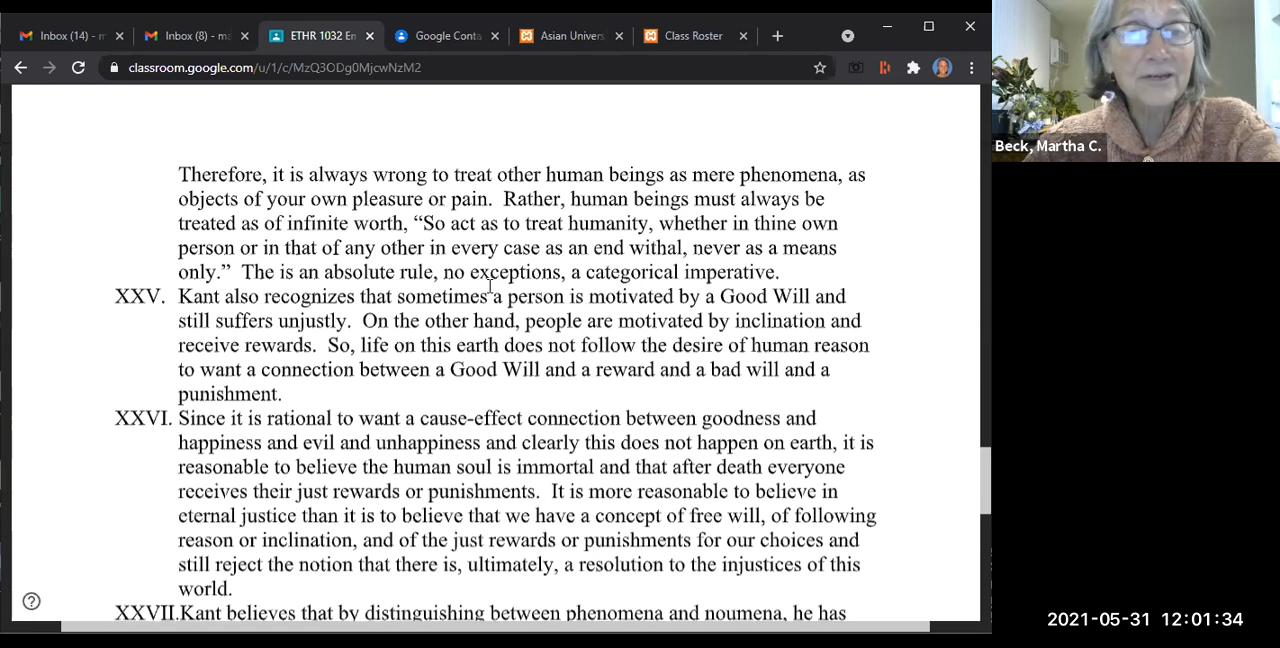 Inbox (14) - m
Inbox (8) - ma
ETHR 1032 En
Google Conta
Asian Univers
Class Roster
classroom.google.com/u/1/c/MzQ3ODg0MjcwNzM2
Beck, Martha C.
Therefore, it is always wrong to treat other human beings as mere phenomena, as
objects of your own pleasure or pain. Rather, human beings must always be
treated as of infinite worth, “So act as to treat humanity, whether in thine own
person or in that of any other in every case as an end withal, never as a means
only.” The is an absolute rule, no exceptions, a categorical imperative.
XXV. Kant also recognizes that sometimes a person is motivated by a Good Will and
still suffers unjustly. On the other hand, people are motivated by inclination and
receive rewards. So, life on this earth does not follow the desire of human reason
to want a connection between a Good Will and a reward and a bad will and a
punishment.
XXVI. Since it is rational to want a cause-effect connection between goodness and
happiness and evil and unhappiness and clearly this does not happen on earth, it is
reasonable to believe the human soul is immortal and that after death everyone
receives their just rewards or punishments. It is more reasonable to believe in
eternal justice than it is to believe that we have a concept of free will, of following
reason or inclination, and of the just rewards or punishments for our choices and
still reject the notion that there is, ultimately, a resolution to the injustices of this
world.
XXVII. Kant believes that by distinguishing between phenomena and noumena, he has
2021-05-31 12:01:34